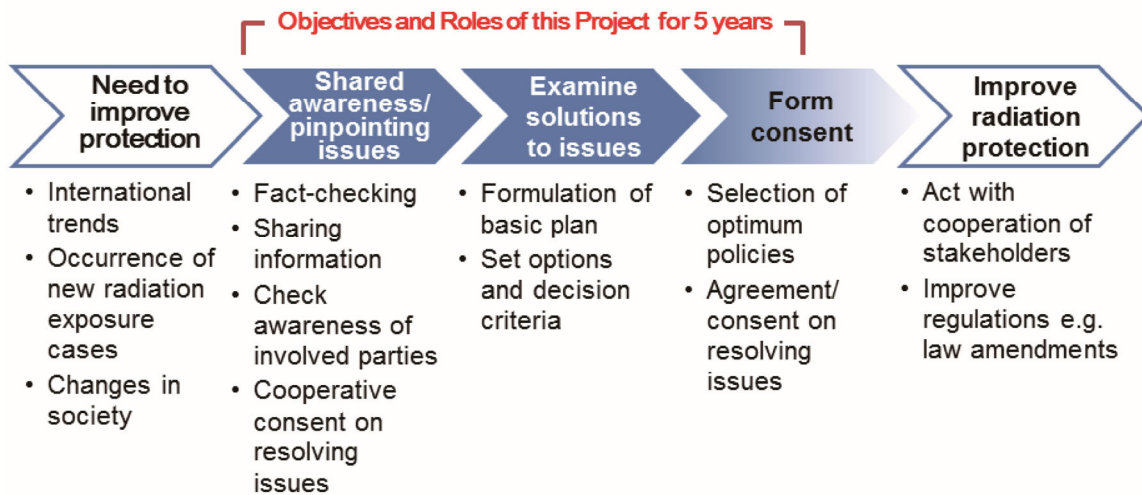 Objectives and Roles of this Project for 5 years
Need to
improve
protection
Shared
awareness/
pinpointing
issues
Examine
solutions
to issues
Form
consent
Improve
radiation
protection
• International
trends
• Occurrence of
new radiation
exposure
cases
• Changes in
society
• Fact-checking
• Sharing
information
• Check
awareness of
involved parties
• Cooperative
consent on
resolving
issues
• Formulation of
basic plan
• Set options
and decision
criteria
• Selection of
optimum
policies
• Agreement/
consent on
resolving
issues
• Act with
cooperation of
stakeholders
• Improve
regulations e.g.
law amendments